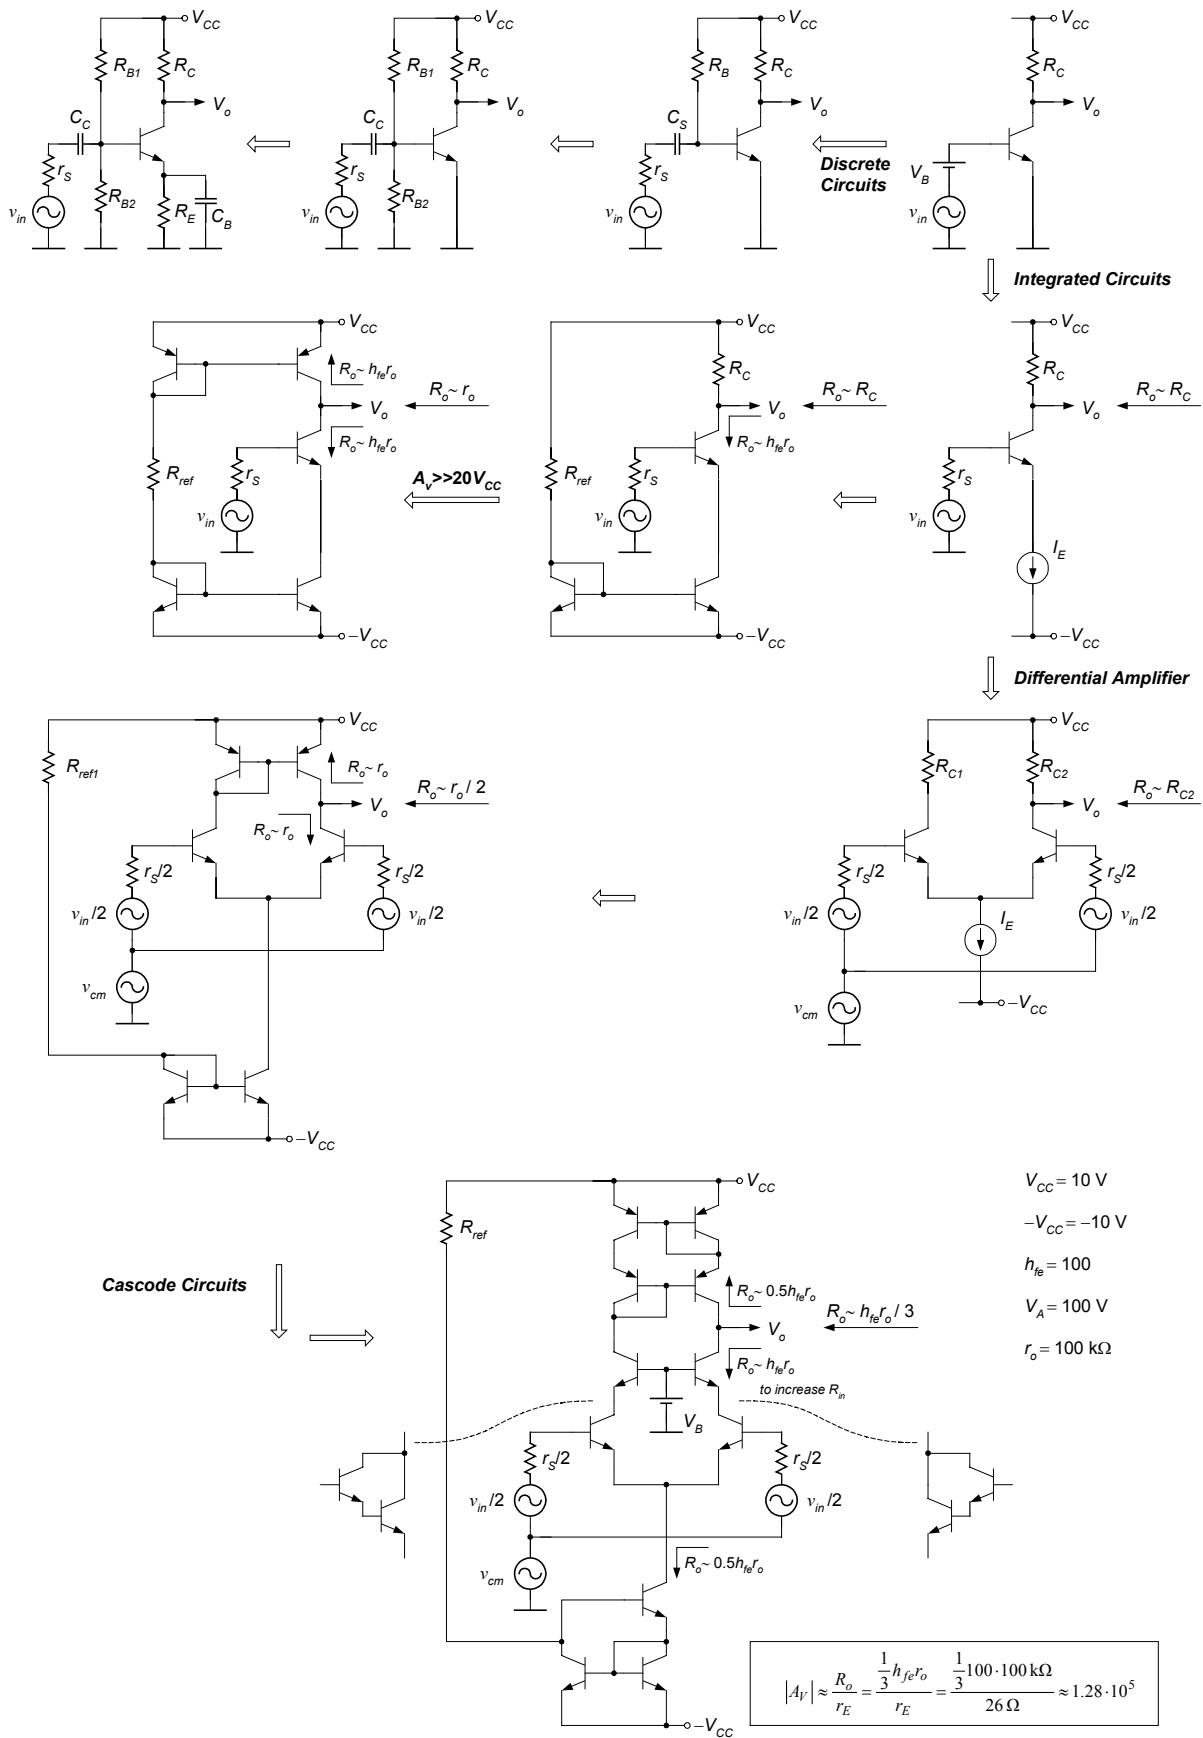 V_CC V_CC V_CC V_CC
R_B1 R_C R_B1 R_C R_B R_C R_C
V_o V_o V_o V_o
C_C C_C C_S
Discrete
Circuits
r_S r_S r_S V_B
R_B2 R_E C_B R_B2
v_in v_in v_in v_in
Integrated Circuits
V_CC V_CC V_CC
R_o~ h_fe r_o R_C R_C
R_o~ r_o R_o~ R_C R_o~ R_C
V_o V_o V_o
R_o~ h_fe r_o R_o~ h_fe r_o
R_ref r_S A_v>>20V_CC R_ref r_S r_S
v_in v_in v_in
I_E
–V_CC –V_CC –V_CC
Differential Amplifier
V_CC V_CC
R_ref1 R_o~ r_o R_C1 R_C2
R_o~ r_o / 2 R_o~ R_C2
V_o V_o
R_o~ r_o
r_S/2 r_S/2 r_S/2 r_S/2
v_in/2 v_in/2 v_in/2 I_E v_in/2
v_cm v_cm –V_CC
–V_CC
V_CC V_CC = 10 V
R_ref –V_CC = –10 V
h_fe = 100
Cascode Circuits
R_o~ 0.5h_fe r_o
V_A = 100 V
R_o~ h_fe r_o / 3
V_o
r_o = 100 kΩ
R_o~ h_fe r_o
to increase R_in
V_B
r_S/2 r_S/2
v_in/2 v_in/2
R_o~ 0.5h_fe r_o
v_cm
|A_V| ≈ R_o/r_E = (1/3 h_fe r_o)/r_E = (1/3 100·100 kΩ)/(26 Ω) ≈ 1.28·10^5
–V_CC